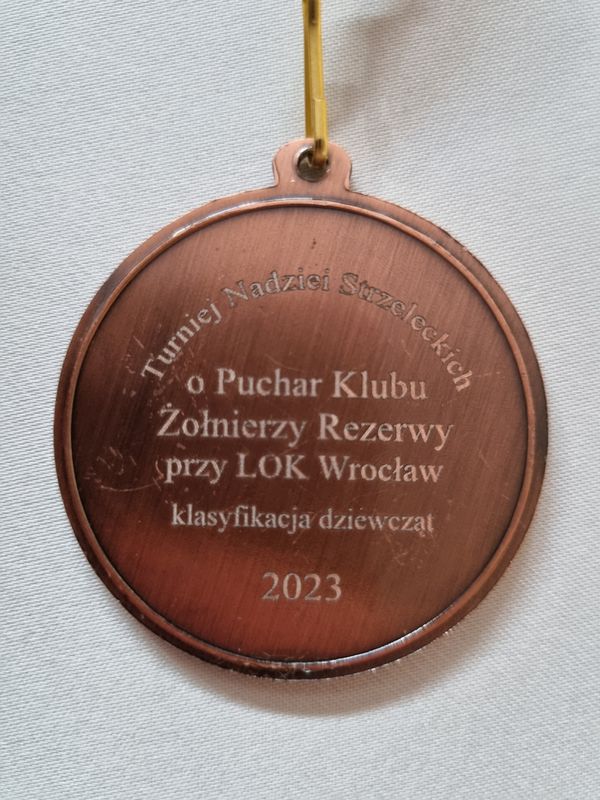 Turniej Nadziei Strzeleckich
o Puchar Klubu
Żołnierzy Rezerwy
przy LOK Wrocław
klasyfikacja dziewcząt
2023